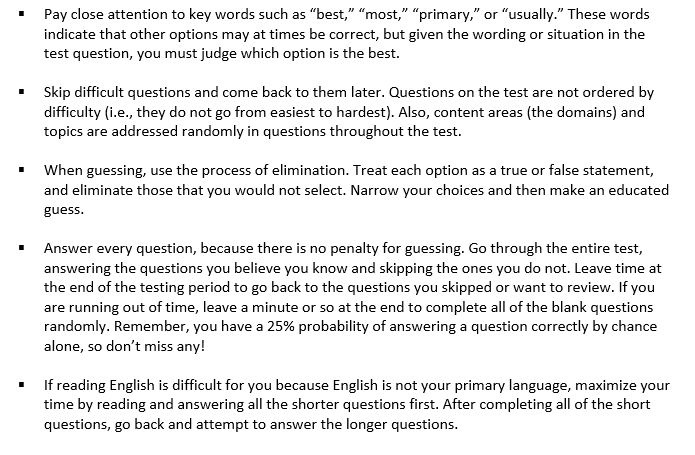 ▪ Pay close attention to key words such as “best,” “most,” “primary,” or “usually.” These words
indicate that other options may at times be correct, but given the wording or situation in the
test question, you must judge which option is the best.
▪ Skip difficult questions and come back to them later. Questions on the test are not ordered by
difficulty (i.e., they do not go from easiest to hardest). Also, content areas (the domains) and
topics are addressed randomly in questions throughout the test.
▪ When guessing, use the process of elimination. Treat each option as a true or false statement,
and eliminate those that you would not select. Narrow your choices and then make an educated
guess.
▪ Answer every question, because there is no penalty for guessing. Go through the entire test,
answering the questions you believe you know and skipping the ones you do not. Leave time at
the end of the testing period to go back to the questions you skipped or want to review. If you
are running out of time, leave a minute or so at the end to complete all of the blank questions
randomly. Remember, you have a 25% probability of answering a question correctly by chance
alone, so don’t miss any!
▪ If reading English is difficult for you because English is not your primary language, maximize your
time by reading and answering all the shorter questions first. After completing all of the short
questions, go back and attempt to answer the longer questions.